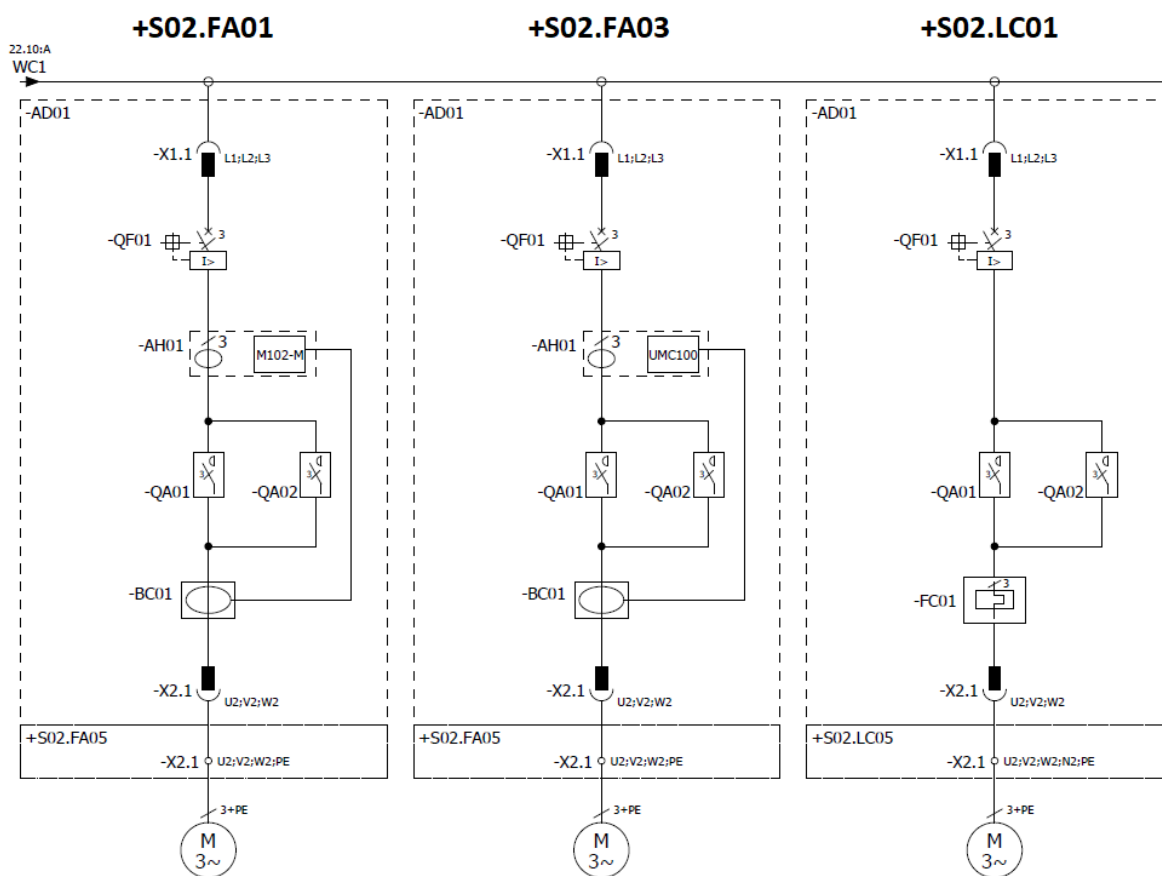 +S02.FA01
+S02.FA03
+S02.LC01
22.10:A
WC1
-AD01
-AD01
-AD01
-X1.1 L1;L2;L3
-X1.1 L1;L2;L3
-X1.1 L1;L2;L3
-QF01 3
I>
-QF01 3
I>
-QF01 3
I>
-AH01 3 M102-M
-AH01 3 UMC100
3 -QA01
3 -QA02
3 -QA01
3 -QA02
3 -QA01
3 -QA02
-BC01
-BC01
-FC01 3
-X2.1 U2;V2;W2
-X2.1 U2;V2;W2
-X2.1 U2;V2;W2
+S02.FA05
-X2.1 U2;V2;W2;PE
+S02.FA05
-X2.1 U2;V2;W2;PE
+S02.LC05
-X2.1 U2;V2;W2;N2;PE
3+PE
M
3~
3+PE
M
3~
3+PE
M
3~